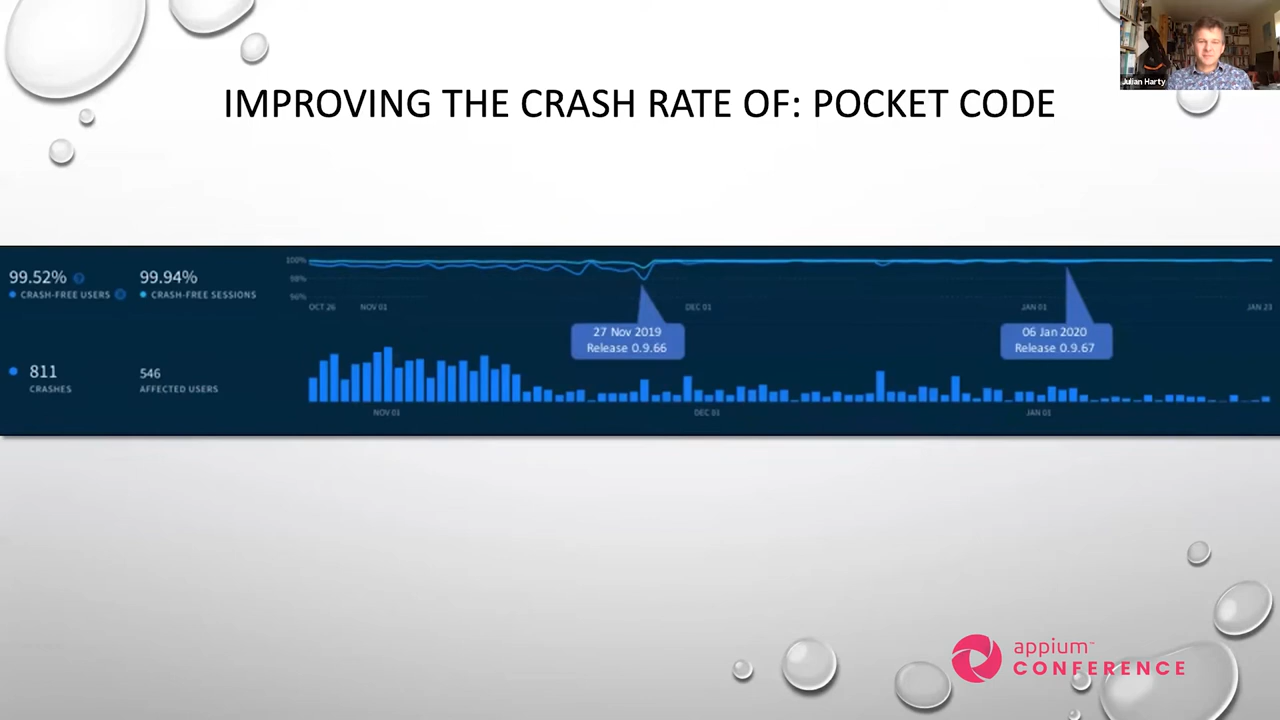 Julian Harty
IMPROVING THE CRASH RATE OF: POCKET CODE
99.52% ?
CRASH-FREE USERS
99.94%
CRASH-FREE SESSIONS
100%
98%
96%
OCT 26 NOV 01 DEC 01 JAN 01 JAN 23
27 Nov 2019
Release 0.9.66
06 Jan 2020
Release 0.9.67
811
CRASHES
546
AFFECTED USERS
NOV 01 DEC 01 JAN 01
appium™
CONFERENCE